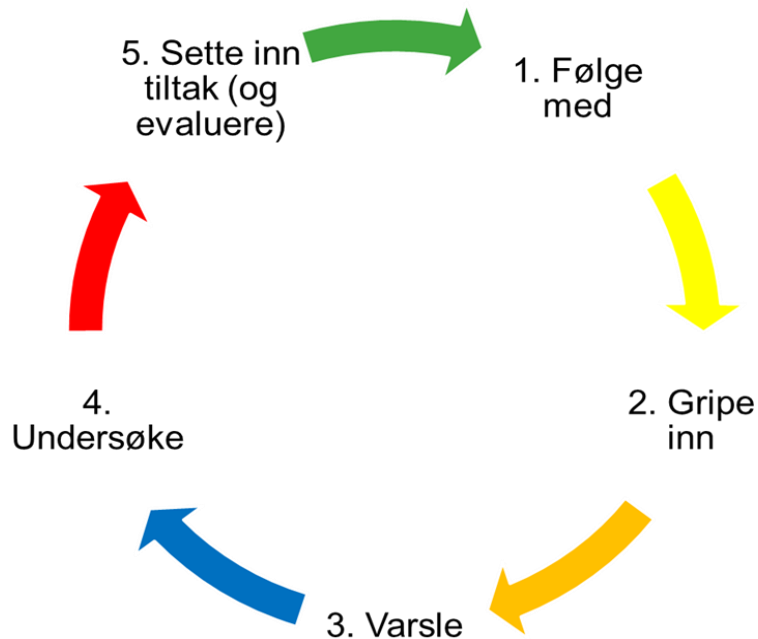 1. Følge
med
2. Gripe
inn
3. Varsle
4.
Undersøke
5. Sette inn
tiltak (og
evaluere)